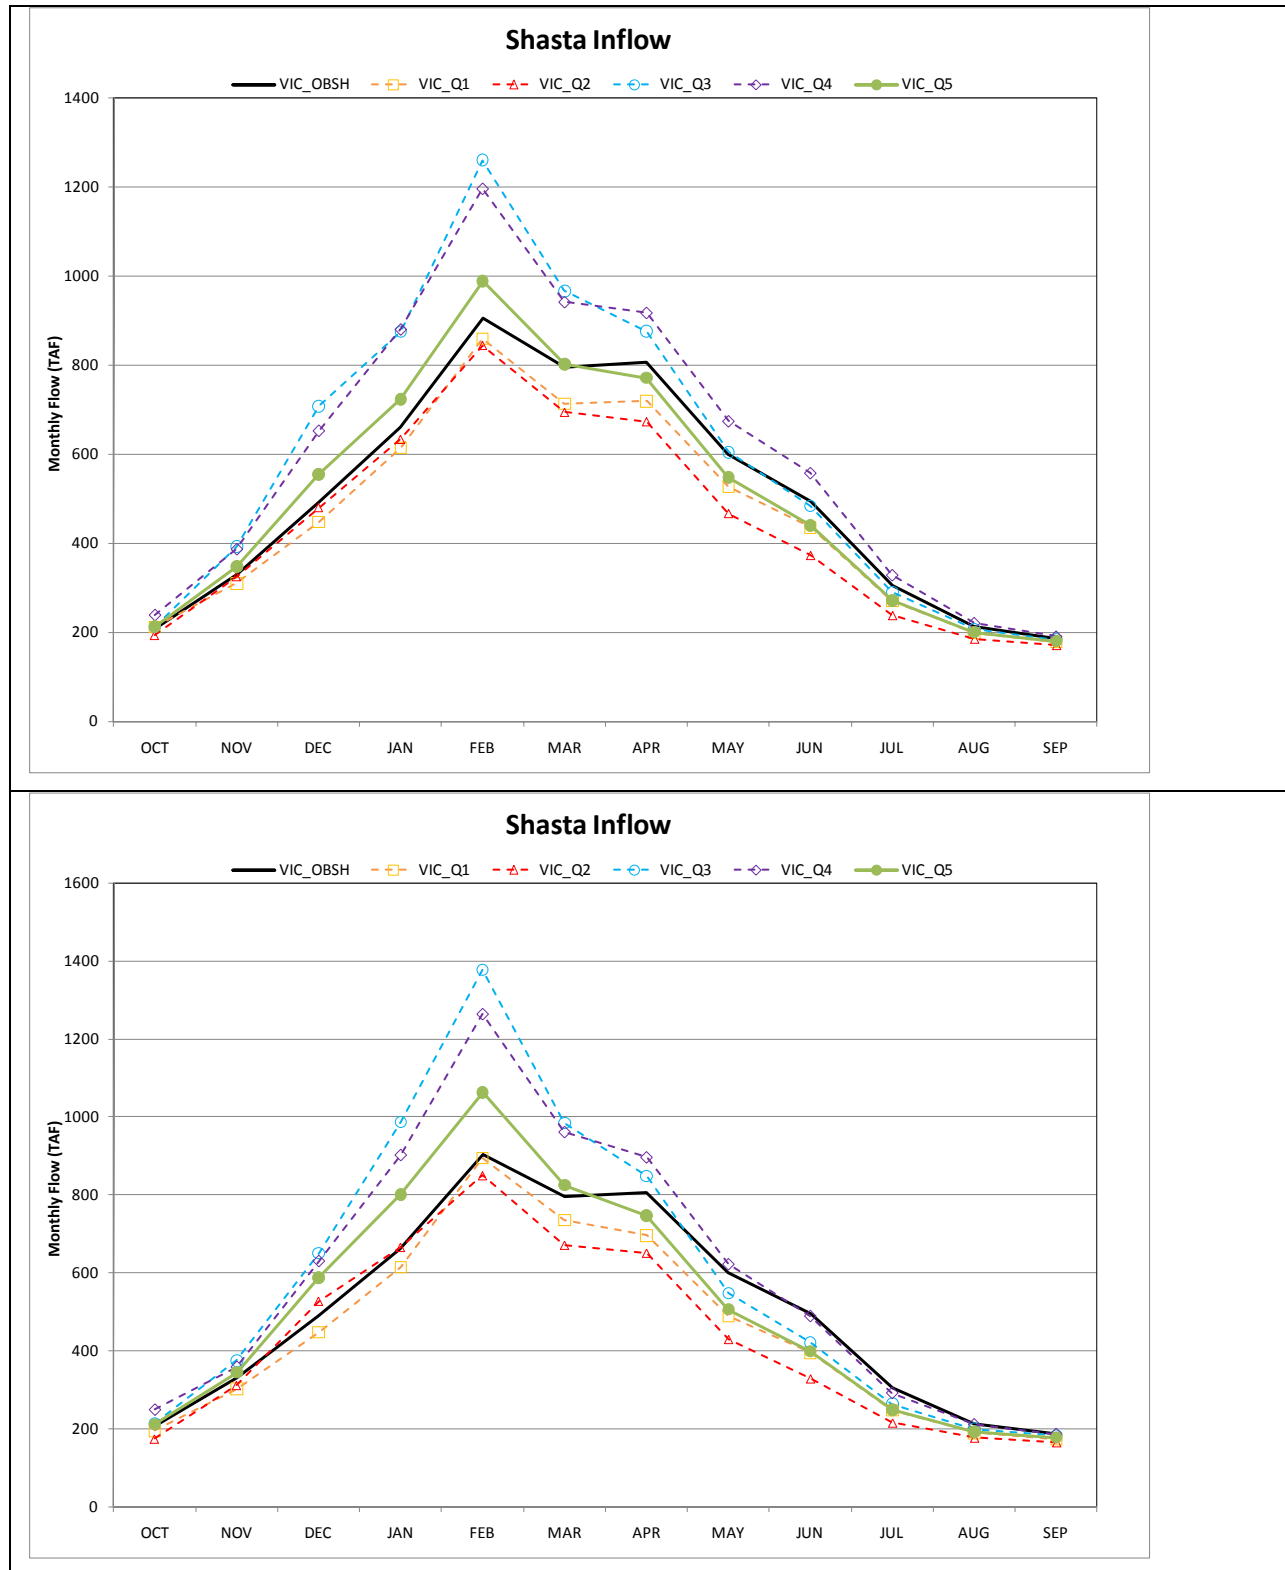 Shasta Inflow
VIC_OBSH VIC_Q1 VIC_Q2 VIC_Q3 VIC_Q4 VIC_Q5
1400
1200
1000
800
600
400
200
0
Monthly Flow (TAF)
OCT NOV DEC JAN FEB MAR APR MAY JUN JUL AUG SEP
Shasta Inflow
VIC_OBSH VIC_Q1 VIC_Q2 VIC_Q3 VIC_Q4 VIC_Q5
1600
1400
1200
1000
800
600
400
200
0
Monthly Flow (TAF)
OCT NOV DEC JAN FEB MAR APR MAY JUN JUL AUG SEP